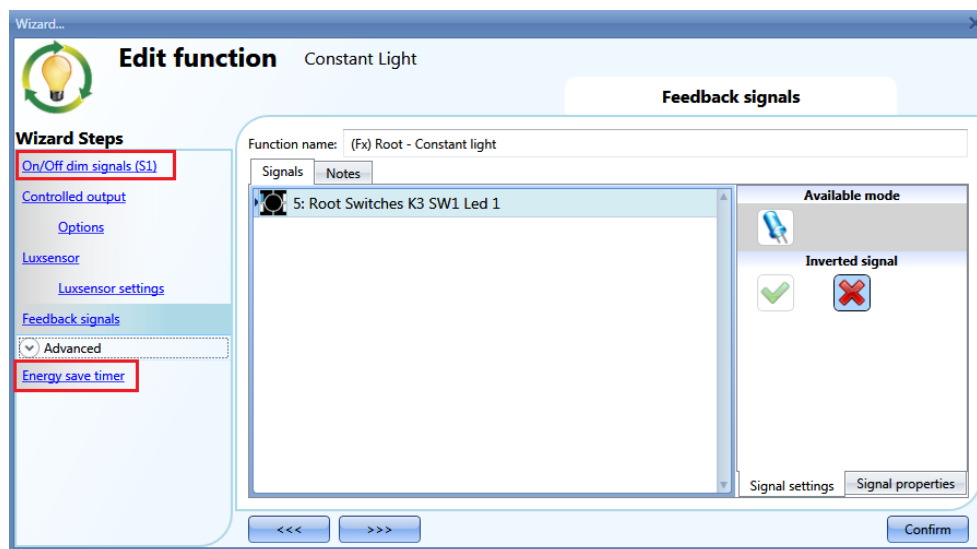 Wizard...
Edit function Constant Light
Feedback signals
Wizard Steps
On/Off dim signals (S1)
Controlled output
Options
Luxsensor
Luxsensor settings
Feedback signals
Advanced
Energy save timer
Function name: (Fx) Root - Constant light
Signals Notes
5: Root Switches K3 SW1 Led 1
Available mode
Inverted signal
Signal settings Signal properties
<<< >>> Confirm